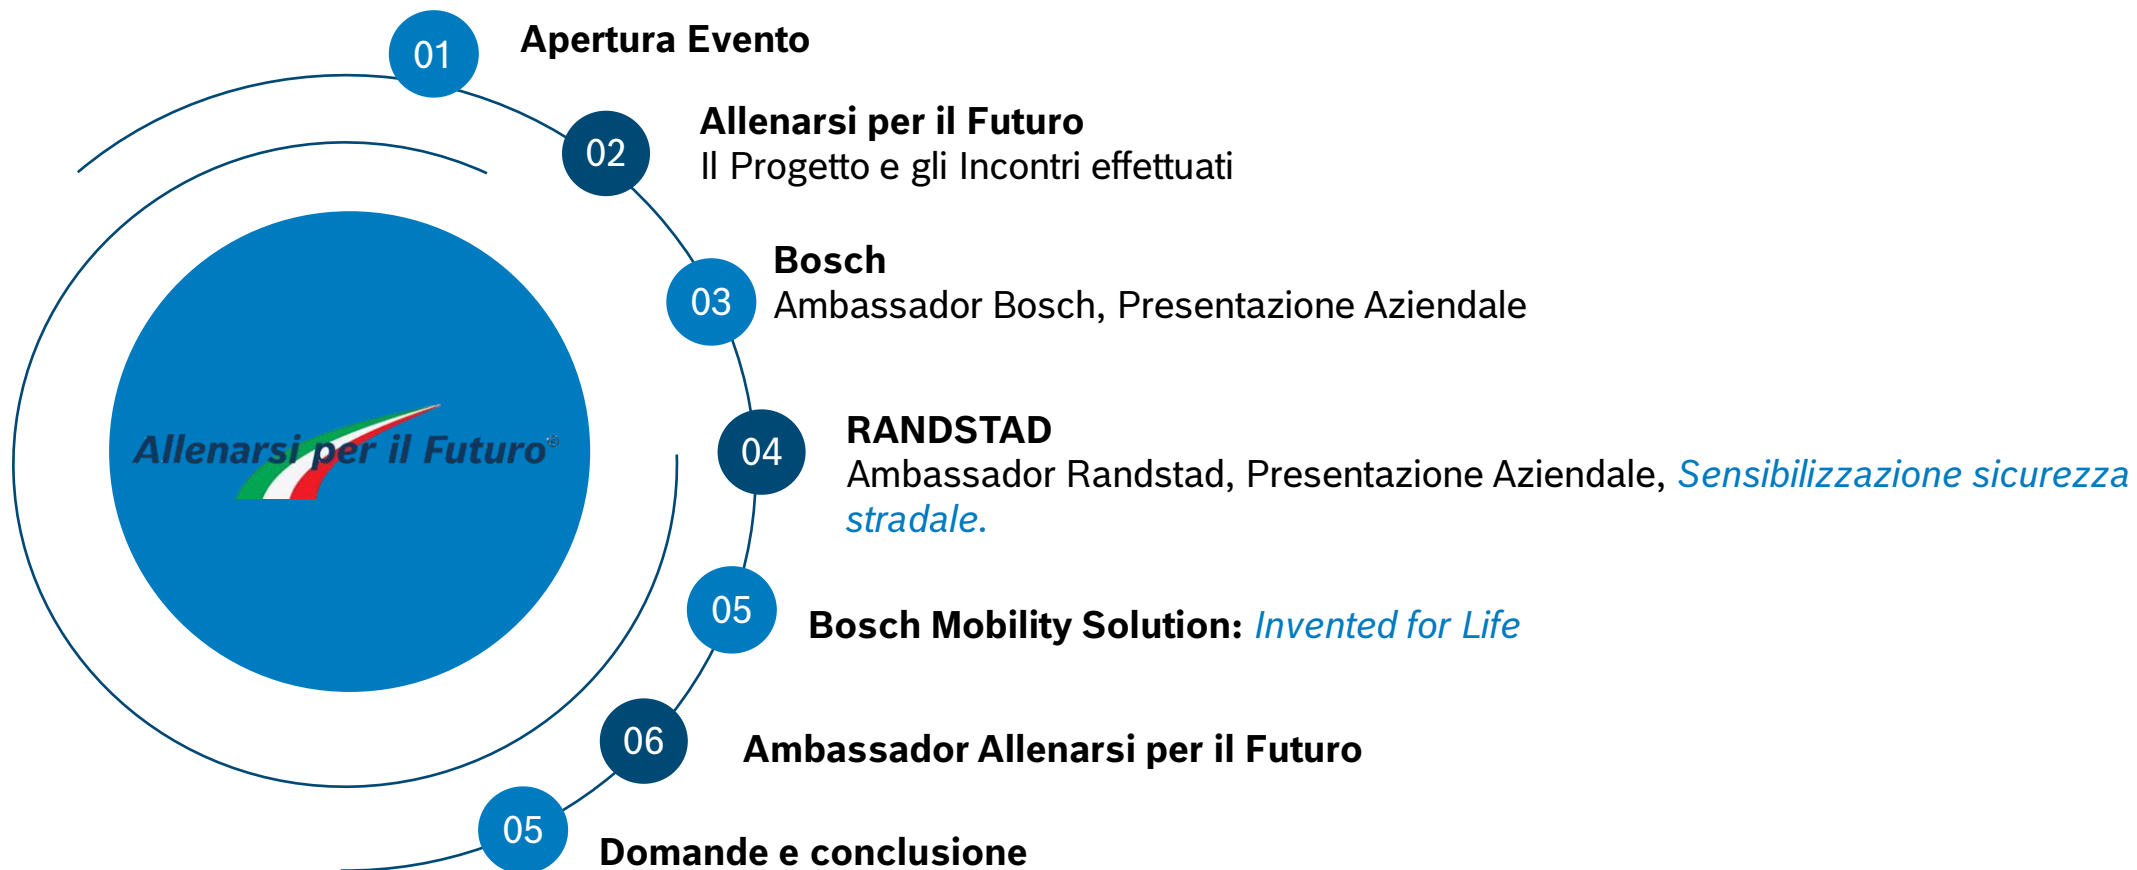 01
Apertura Evento
02
Allenarsi per il Futuro
Il Progetto e gli Incontri effettuati
03
Bosch
Ambassador Bosch, Presentazione Aziendale
Allenarsi per il Futuro®
04
RANDSTAD
Ambassador Randstad, Presentazione Aziendale, Sensibilizzazione sicurezza
stradale.
05
Bosch Mobility Solution: Invented for Life
06
Ambassador Allenarsi per il Futuro
05
Domande e conclusione